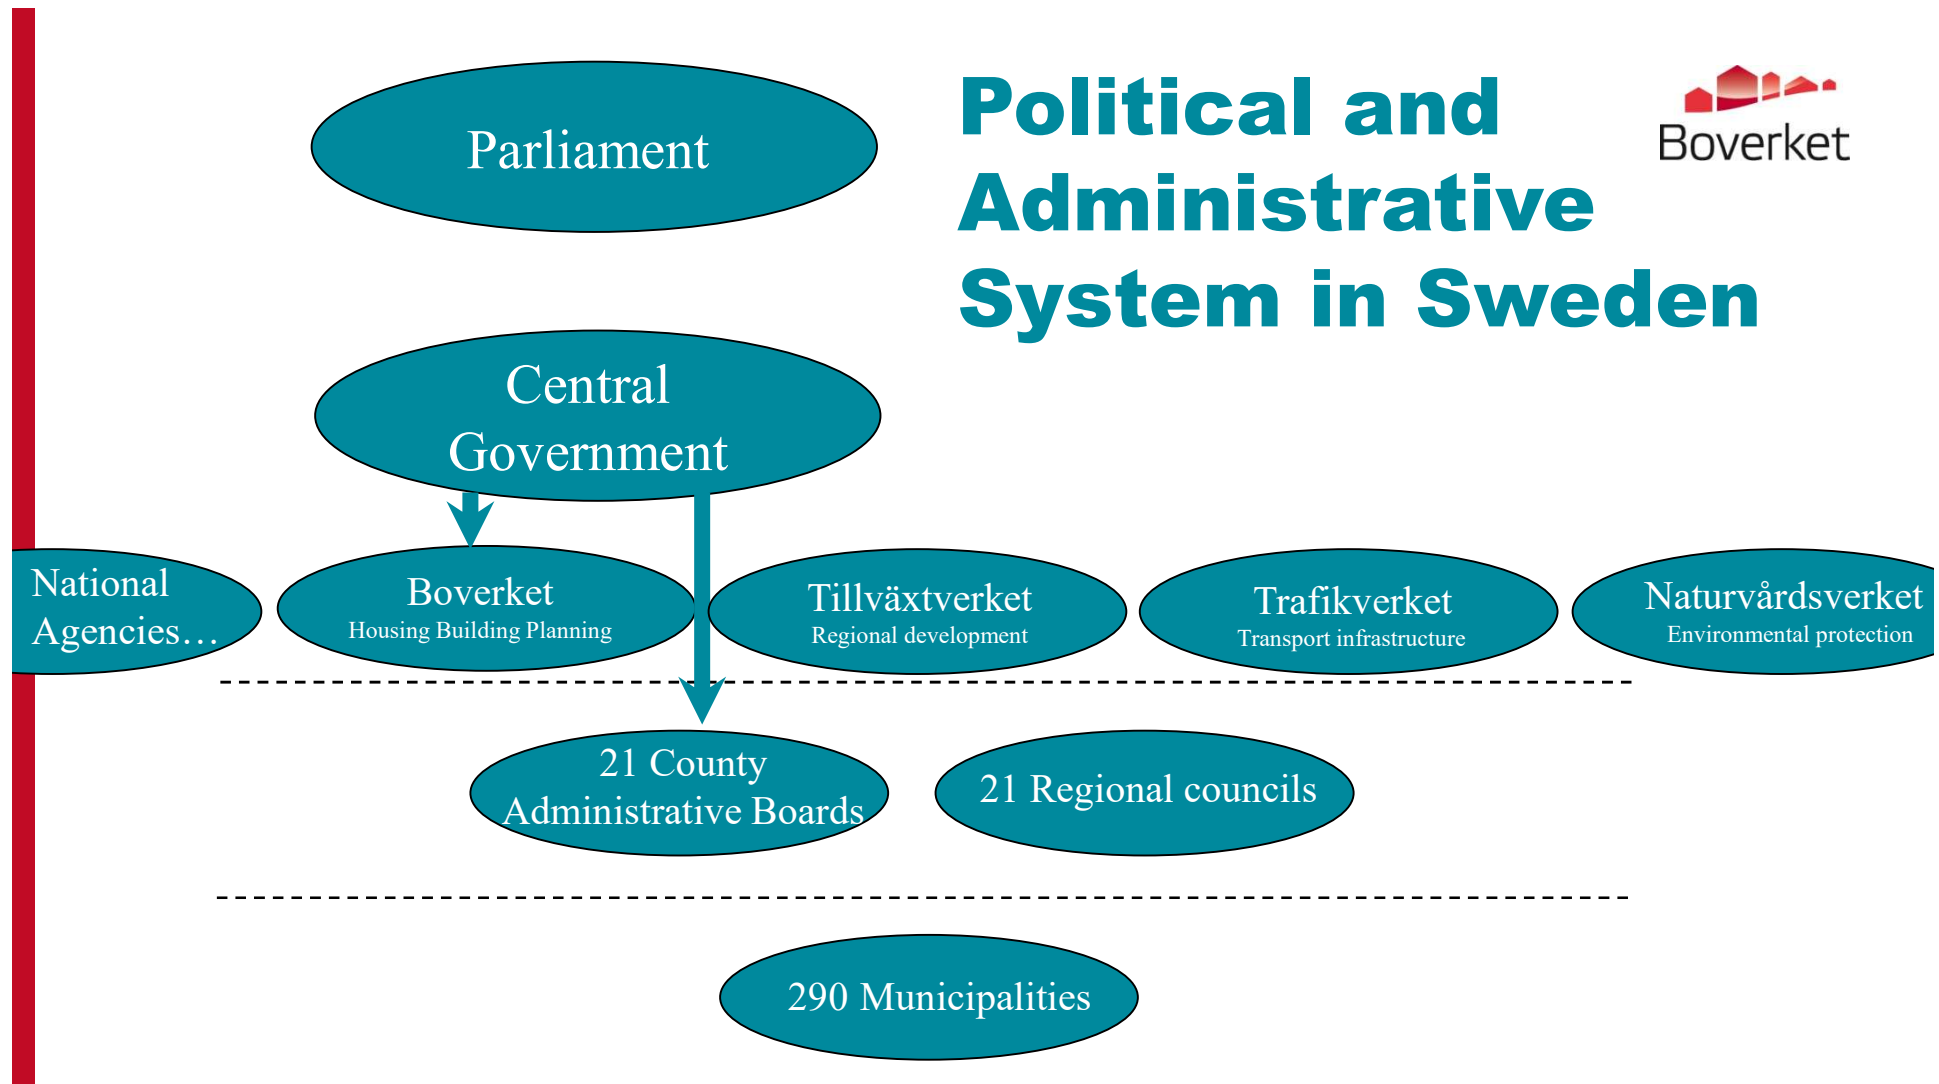 Political and
Administrative
System in Sweden
Boverket
Parliament
Central
Government
National
Agencies…
Boverket
Housing Building Planning
Tillväxtverket
Regional development
Trafikverket
Transport infrastructure
Naturvårdsverket
Environmental protection
21 County
Administrative Boards
21 Regional councils
290 Municipalities